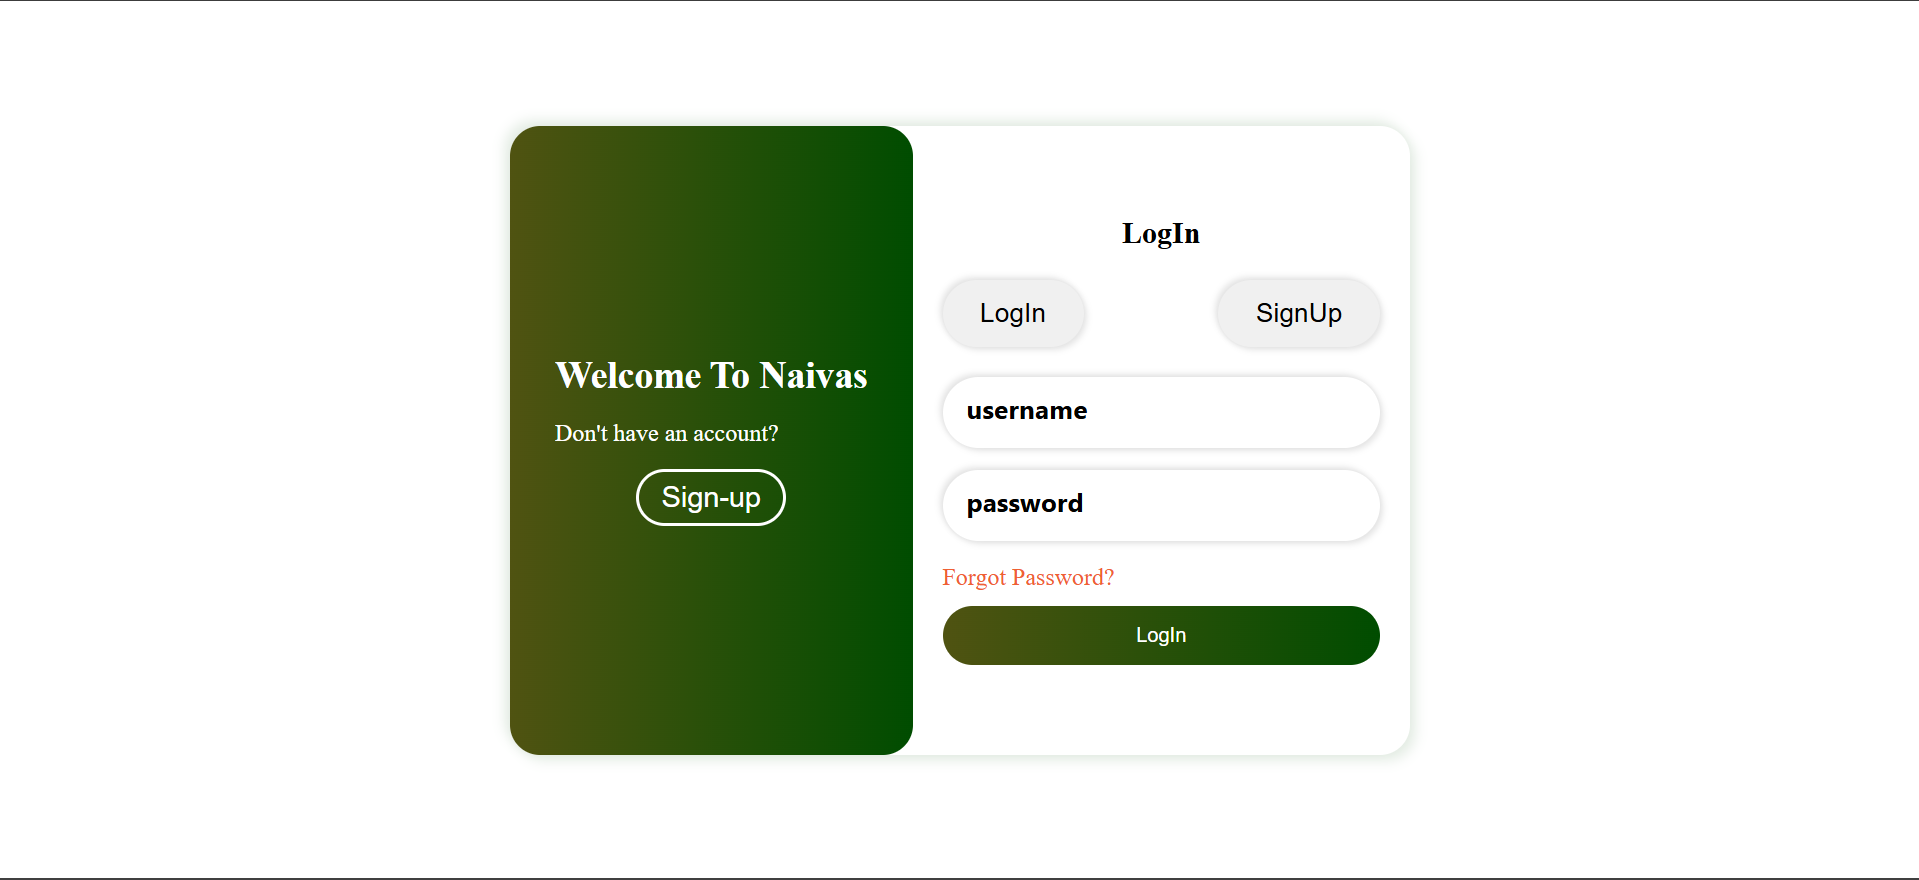 Welcome To Naivas
Don't have an account?
Sign-up
LogIn
LogIn
SignUp
username
password
Forgot Password?
LogIn